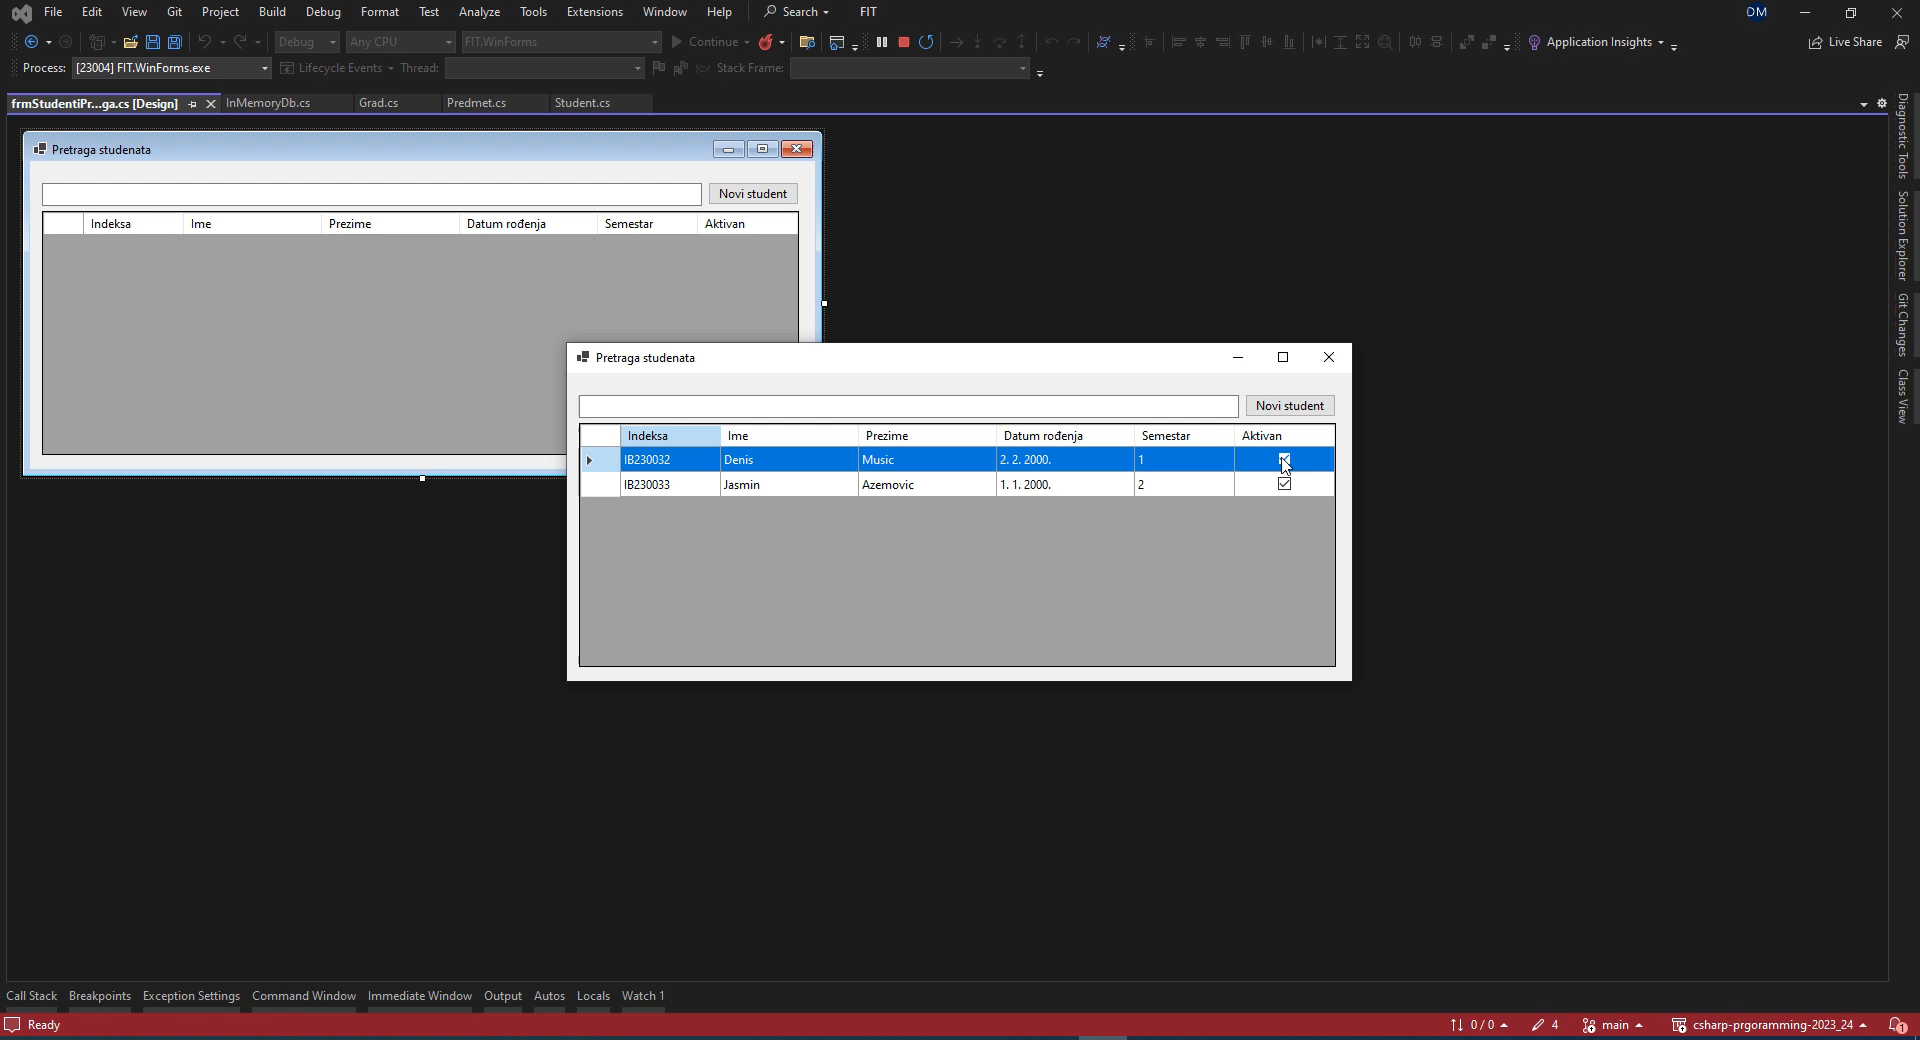 File Edit View Git Project Build Debug Format Test Analyze Tools Extensions Window Help Search FIT DM
Debug Any CPU FIT.WinForms Continue Application Insights Live Share
Process: [23004] FIT.WinForms.exe Lifecycle Events Thread: Stack Frame:
frmStudentiPr...ga.cs [Design] InMemoryDb.cs Grad.cs Predmet.cs Student.cs
Pretraga studenata
Novi student
Indeksa Ime Prezime Datum rođenja Semestar Aktivan
Pretraga studenata
Novi student
Indeksa Ime Prezime Datum rođenja Semestar Aktivan
IB230032 Denis Music 2. 2. 2000. 1
IB230033 Jasmin Azemovic 1. 1. 2000. 2
Diagnostic Tools
Solution Explorer
Git Changes
Class View
Call Stack Breakpoints Exception Settings Command Window Immediate Window Output Autos Locals Watch 1
Ready 0 / 0 4 main csharp-prgoramming-2023_24 1